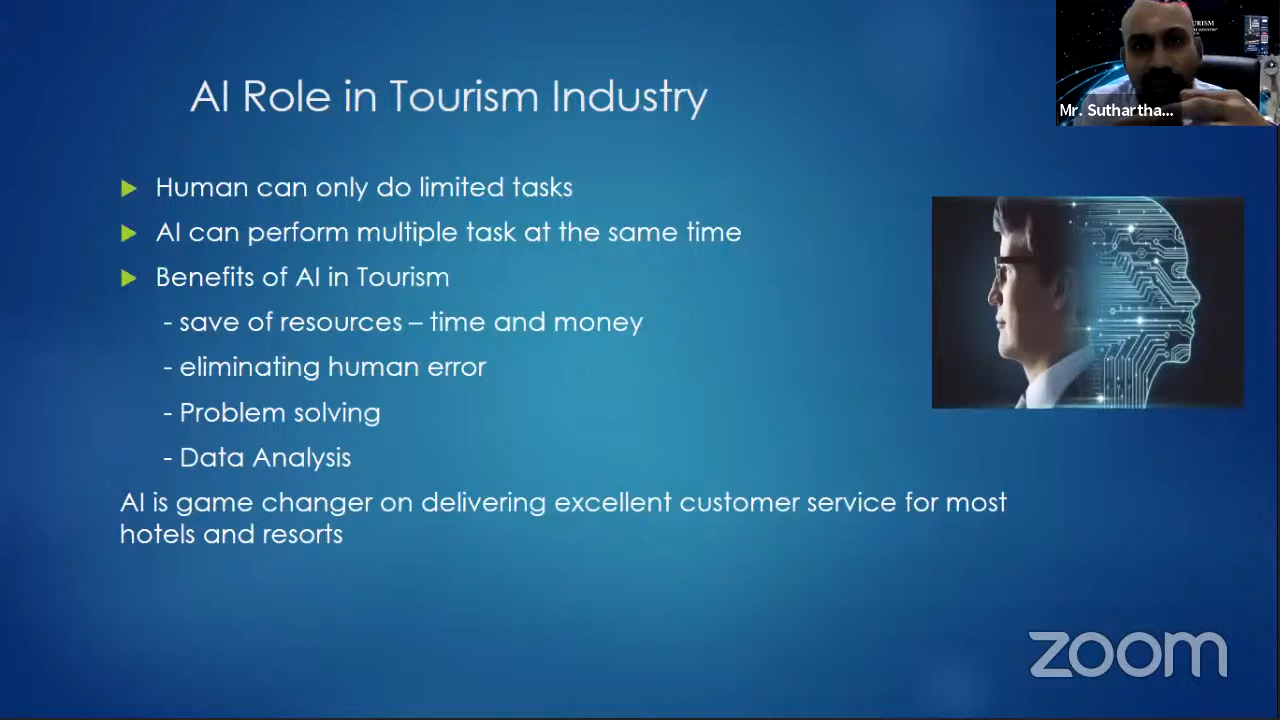 AI Role in Tourism Industry
Human can only do limited tasks
AI can perform multiple task at the same time
Benefits of AI in Tourism
- save of resources – time and money
- eliminating human error
- Problem solving
- Data Analysis
AI is game changer on delivering excellent customer service for most
hotels and resorts
Mr. Suthartha...
zoom